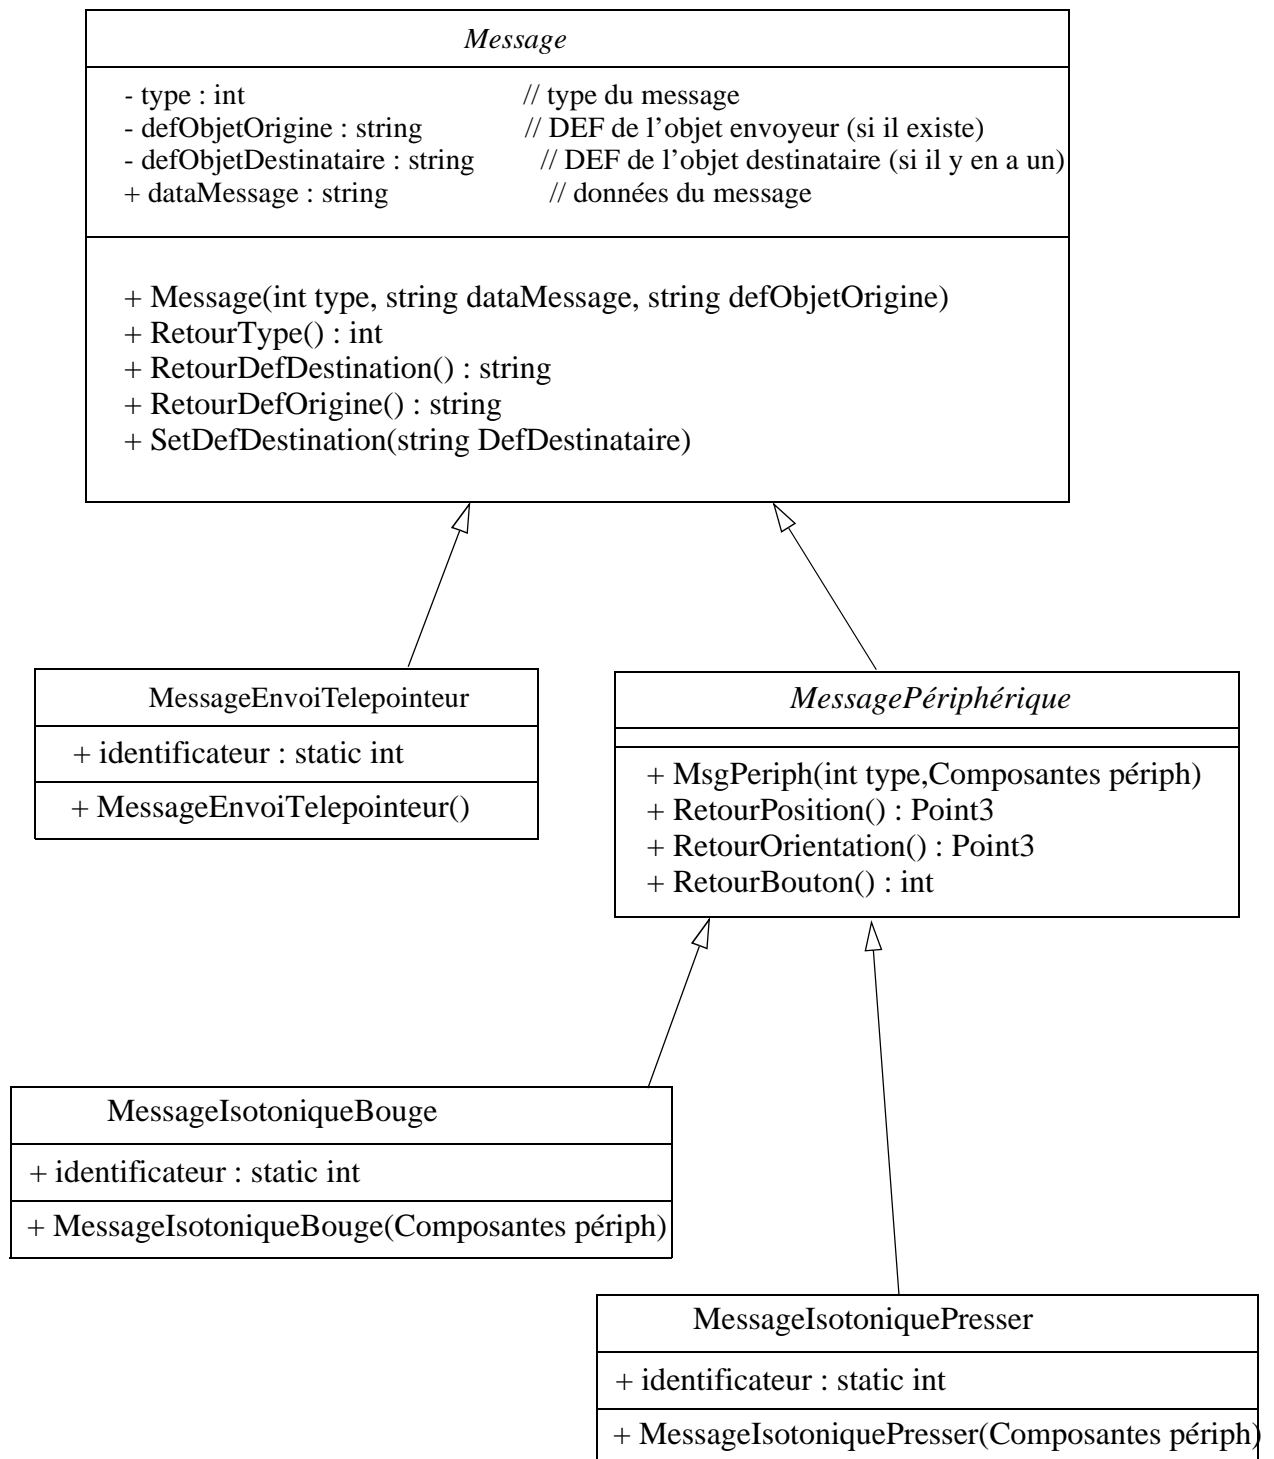 Message
- type : int // type du message
- defObjetOrigine : string // DEF de l’objet envoyeur (si il existe)
- defObjetDestinataire : string // DEF de l’objet destinataire (si il y en a un)
+ dataMessage : string // données du message
+ Message(int type, string dataMessage, string defObjetOrigine)
+ RetourType() : int
+ RetourDefDestination() : string
+ RetourDefOrigine() : string
+ SetDefDestination(string DefDestinataire)
MessageEnvoiTelepointeur
+ identificateur : static int
+ MessageEnvoiTelepointeur()
MessagePériphérique
+ MsgPeriph(int type,Composantes périph)
+ RetourPosition() : Point3
+ RetourOrientation() : Point3
+ RetourBouton() : int
MessageIsotoniqueBouge
+ identificateur : static int
+ MessageIsotoniqueBouge(Composantes périph)
MessageIsotoniquePresser
+ identificateur : static int
+ MessageIsotoniquePresser(Composantes périph)